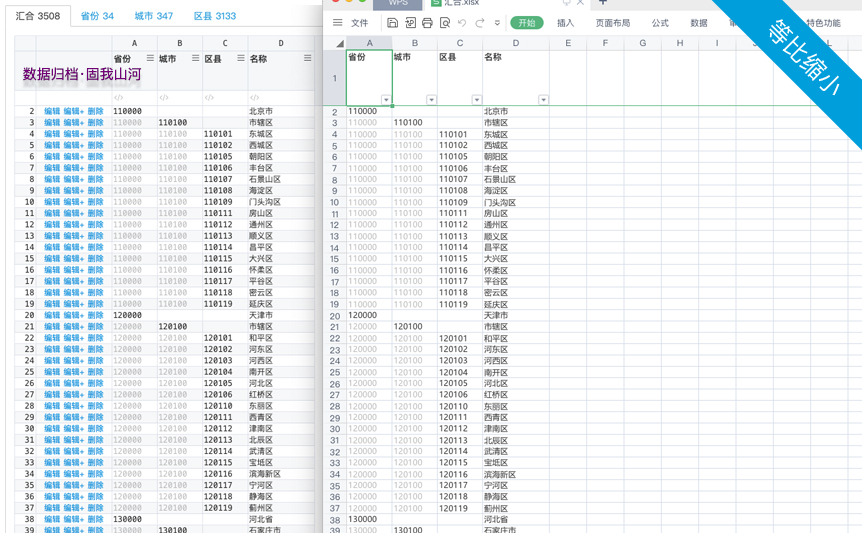 汇合 3508 省份 34 城市 347 区县 3133
A B C D
省份 城市 区县 名称
数据归档·固我山河
</> </> </> </>
2 编辑 编辑+ 删除 110000 北京市
3 编辑 编辑+ 删除 110000 110100 市辖区
4 编辑 编辑+ 删除 110000 110100 110101 东城区
5 编辑 编辑+ 删除 110000 110100 110102 西城区
6 编辑 编辑+ 删除 110000 110100 110105 朝阳区
7 编辑 编辑+ 删除 110000 110100 110106 丰台区
8 编辑 编辑+ 删除 110000 110100 110107 石景山区
9 编辑 编辑+ 删除 110000 110100 110108 海淀区
10 编辑 编辑+ 删除 110000 110100 110109 门头沟区
11 编辑 编辑+ 删除 110000 110100 110111 房山区
12 编辑 编辑+ 删除 110000 110100 110112 通州区
13 编辑 编辑+ 删除 110000 110100 110113 顺义区
14 编辑 编辑+ 删除 110000 110100 110114 昌平区
15 编辑 编辑+ 删除 110000 110100 110115 大兴区
16 编辑 编辑+ 删除 110000 110100 110116 怀柔区
17 编辑 编辑+ 删除 110000 110100 110117 平谷区
18 编辑 编辑+ 删除 110000 110100 110118 密云区
19 编辑 编辑+ 删除 110000 110100 110119 延庆区
20 编辑 编辑+ 删除 120000 天津市
21 编辑 编辑+ 删除 120000 120100 市辖区
22 编辑 编辑+ 删除 120000 120100 120101 和平区
23 编辑 编辑+ 删除 120000 120100 120102 河东区
24 编辑 编辑+ 删除 120000 120100 120103 河西区
25 编辑 编辑+ 删除 120000 120100 120104 南开区
26 编辑 编辑+ 删除 120000 120100 120105 河北区
27 编辑 编辑+ 删除 120000 120100 120106 红桥区
28 编辑 编辑+ 删除 120000 120100 120110 东丽区
29 编辑 编辑+ 删除 120000 120100 120111 西青区
30 编辑 编辑+ 删除 120000 120100 120112 津南区
31 编辑 编辑+ 删除 120000 120100 120113 北辰区
32 编辑 编辑+ 删除 120000 120100 120114 武清区
33 编辑 编辑+ 删除 120000 120100 120115 宝坻区
34 编辑 编辑+ 删除 120000 120100 120116 滨海新区
35 编辑 编辑+ 删除 120000 120100 120117 宁河区
36 编辑 编辑+ 删除 120000 120100 120118 静海区
37 编辑 编辑+ 删除 120000 120100 120119 蓟州区
38 编辑 编辑+ 删除 130000 河北省
39 编辑 编辑+ 删除 130000 130100 石家庄市
WPS 汇合.xlsx
文件 开始 插入 页面布局 公式 数据 特色功能
等比缩小
A B C D E F G H I J L
省份 城市 区县 名称
1
2 110000 北京市
3 110000 110100 市辖区
4 110000 110100 110101 东城区
5 110000 110100 110102 西城区
6 110000 110100 110105 朝阳区
7 110000 110100 110106 丰台区
8 110000 110100 110107 石景山区
9 110000 110100 110108 海淀区
10 110000 110100 110109 门头沟区
11 110000 110100 110111 房山区
12 110000 110100 110112 通州区
13 110000 110100 110113 顺义区
14 110000 110100 110114 昌平区
15 110000 110100 110115 大兴区
16 110000 110100 110116 怀柔区
17 110000 110100 110117 平谷区
18 110000 110100 110118 密云区
19 110000 110100 110119 延庆区
20 120000 天津市
21 120000 120100 市辖区
22 120000 120100 120101 和平区
23 120000 120100 120102 河东区
24 120000 120100 120103 河西区
25 120000 120100 120104 南开区
26 120000 120100 120105 河北区
27 120000 120100 120106 红桥区
28 120000 120100 120110 东丽区
29 120000 120100 120111 西青区
30 120000 120100 120112 津南区
31 120000 120100 120113 北辰区
32 120000 120100 120114 武清区
33 120000 120100 120115 宝坻区
34 120000 120100 120116 滨海新区
35 120000 120100 120117 宁河区
36 120000 120100 120118 静海区
37 120000 120100 120119 蓟州区
38 130000 河北省
39 130000 130100 石家庄市